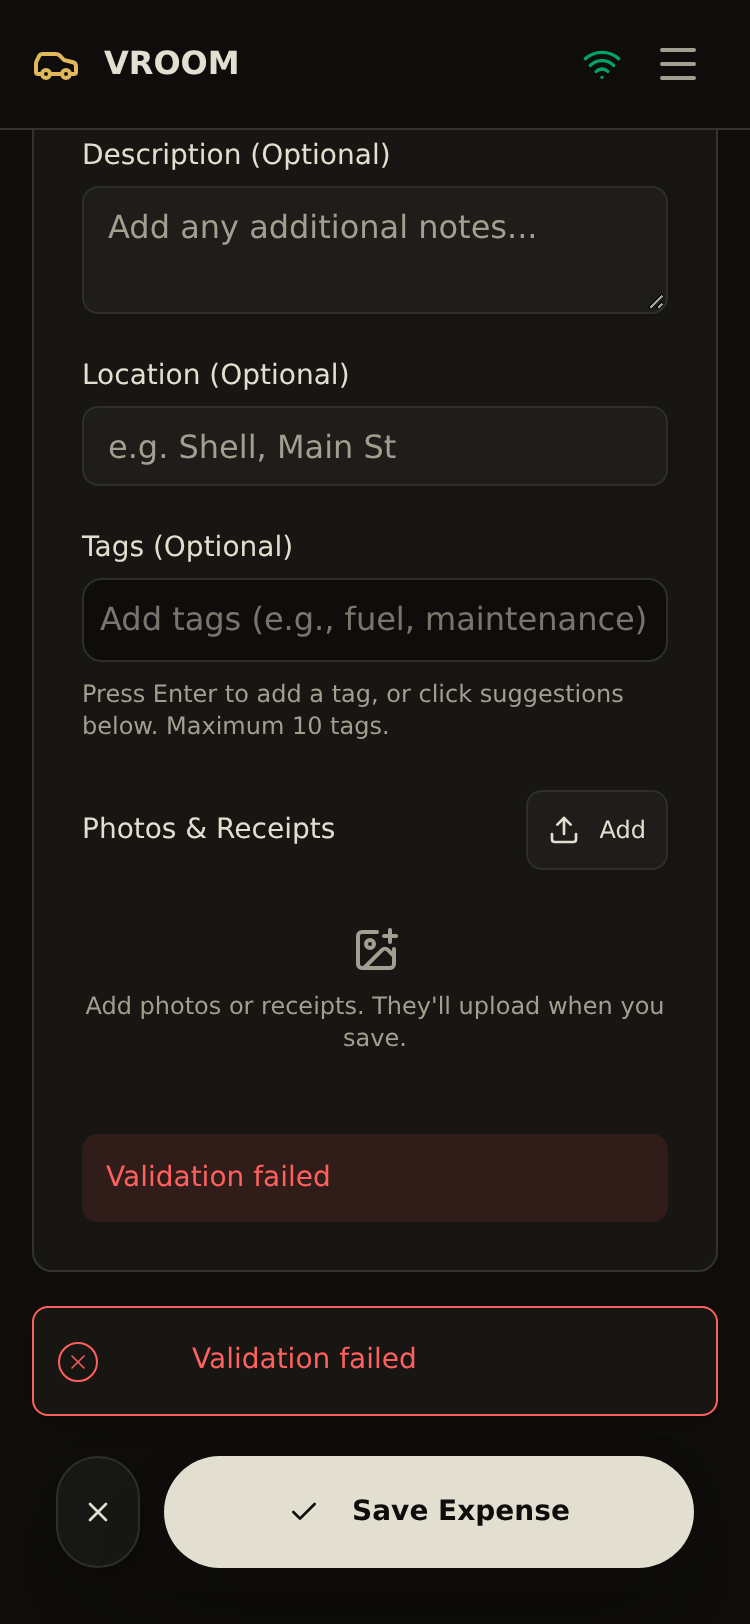 VROOM
Description (Optional)
Add any additional notes...
Location (Optional)
e.g. Shell, Main St
Tags (Optional)
Add tags (e.g., fuel, maintenance)
Press Enter to add a tag, or click suggestions
below. Maximum 10 tags.
Photos & Receipts
Add
Add photos or receipts. They'll upload when you
save.
Validation failed
Validation failed
Save Expense